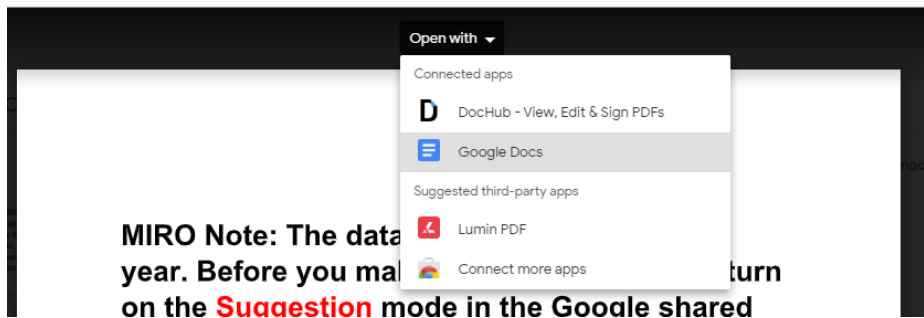 Open with
Connected apps
DocHub - View, Edit & Sign PDFs
Google Docs
Suggested third-party apps
Lumin PDF
Connect more apps
MIRO Note: The data
year. Before you mal turn
on the Suggestion mode in the Google shared